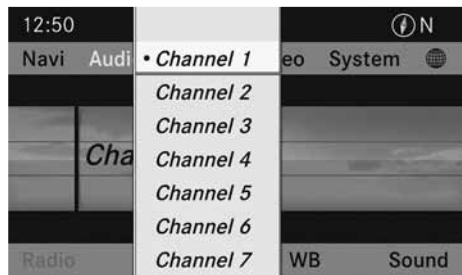 12:50 N
Navi Audi eo System
• Channel 1
Channel 2
Channel 3
Cha
Channel 4
Channel 5
Channel 6
Radio Channel 7 WB Sound